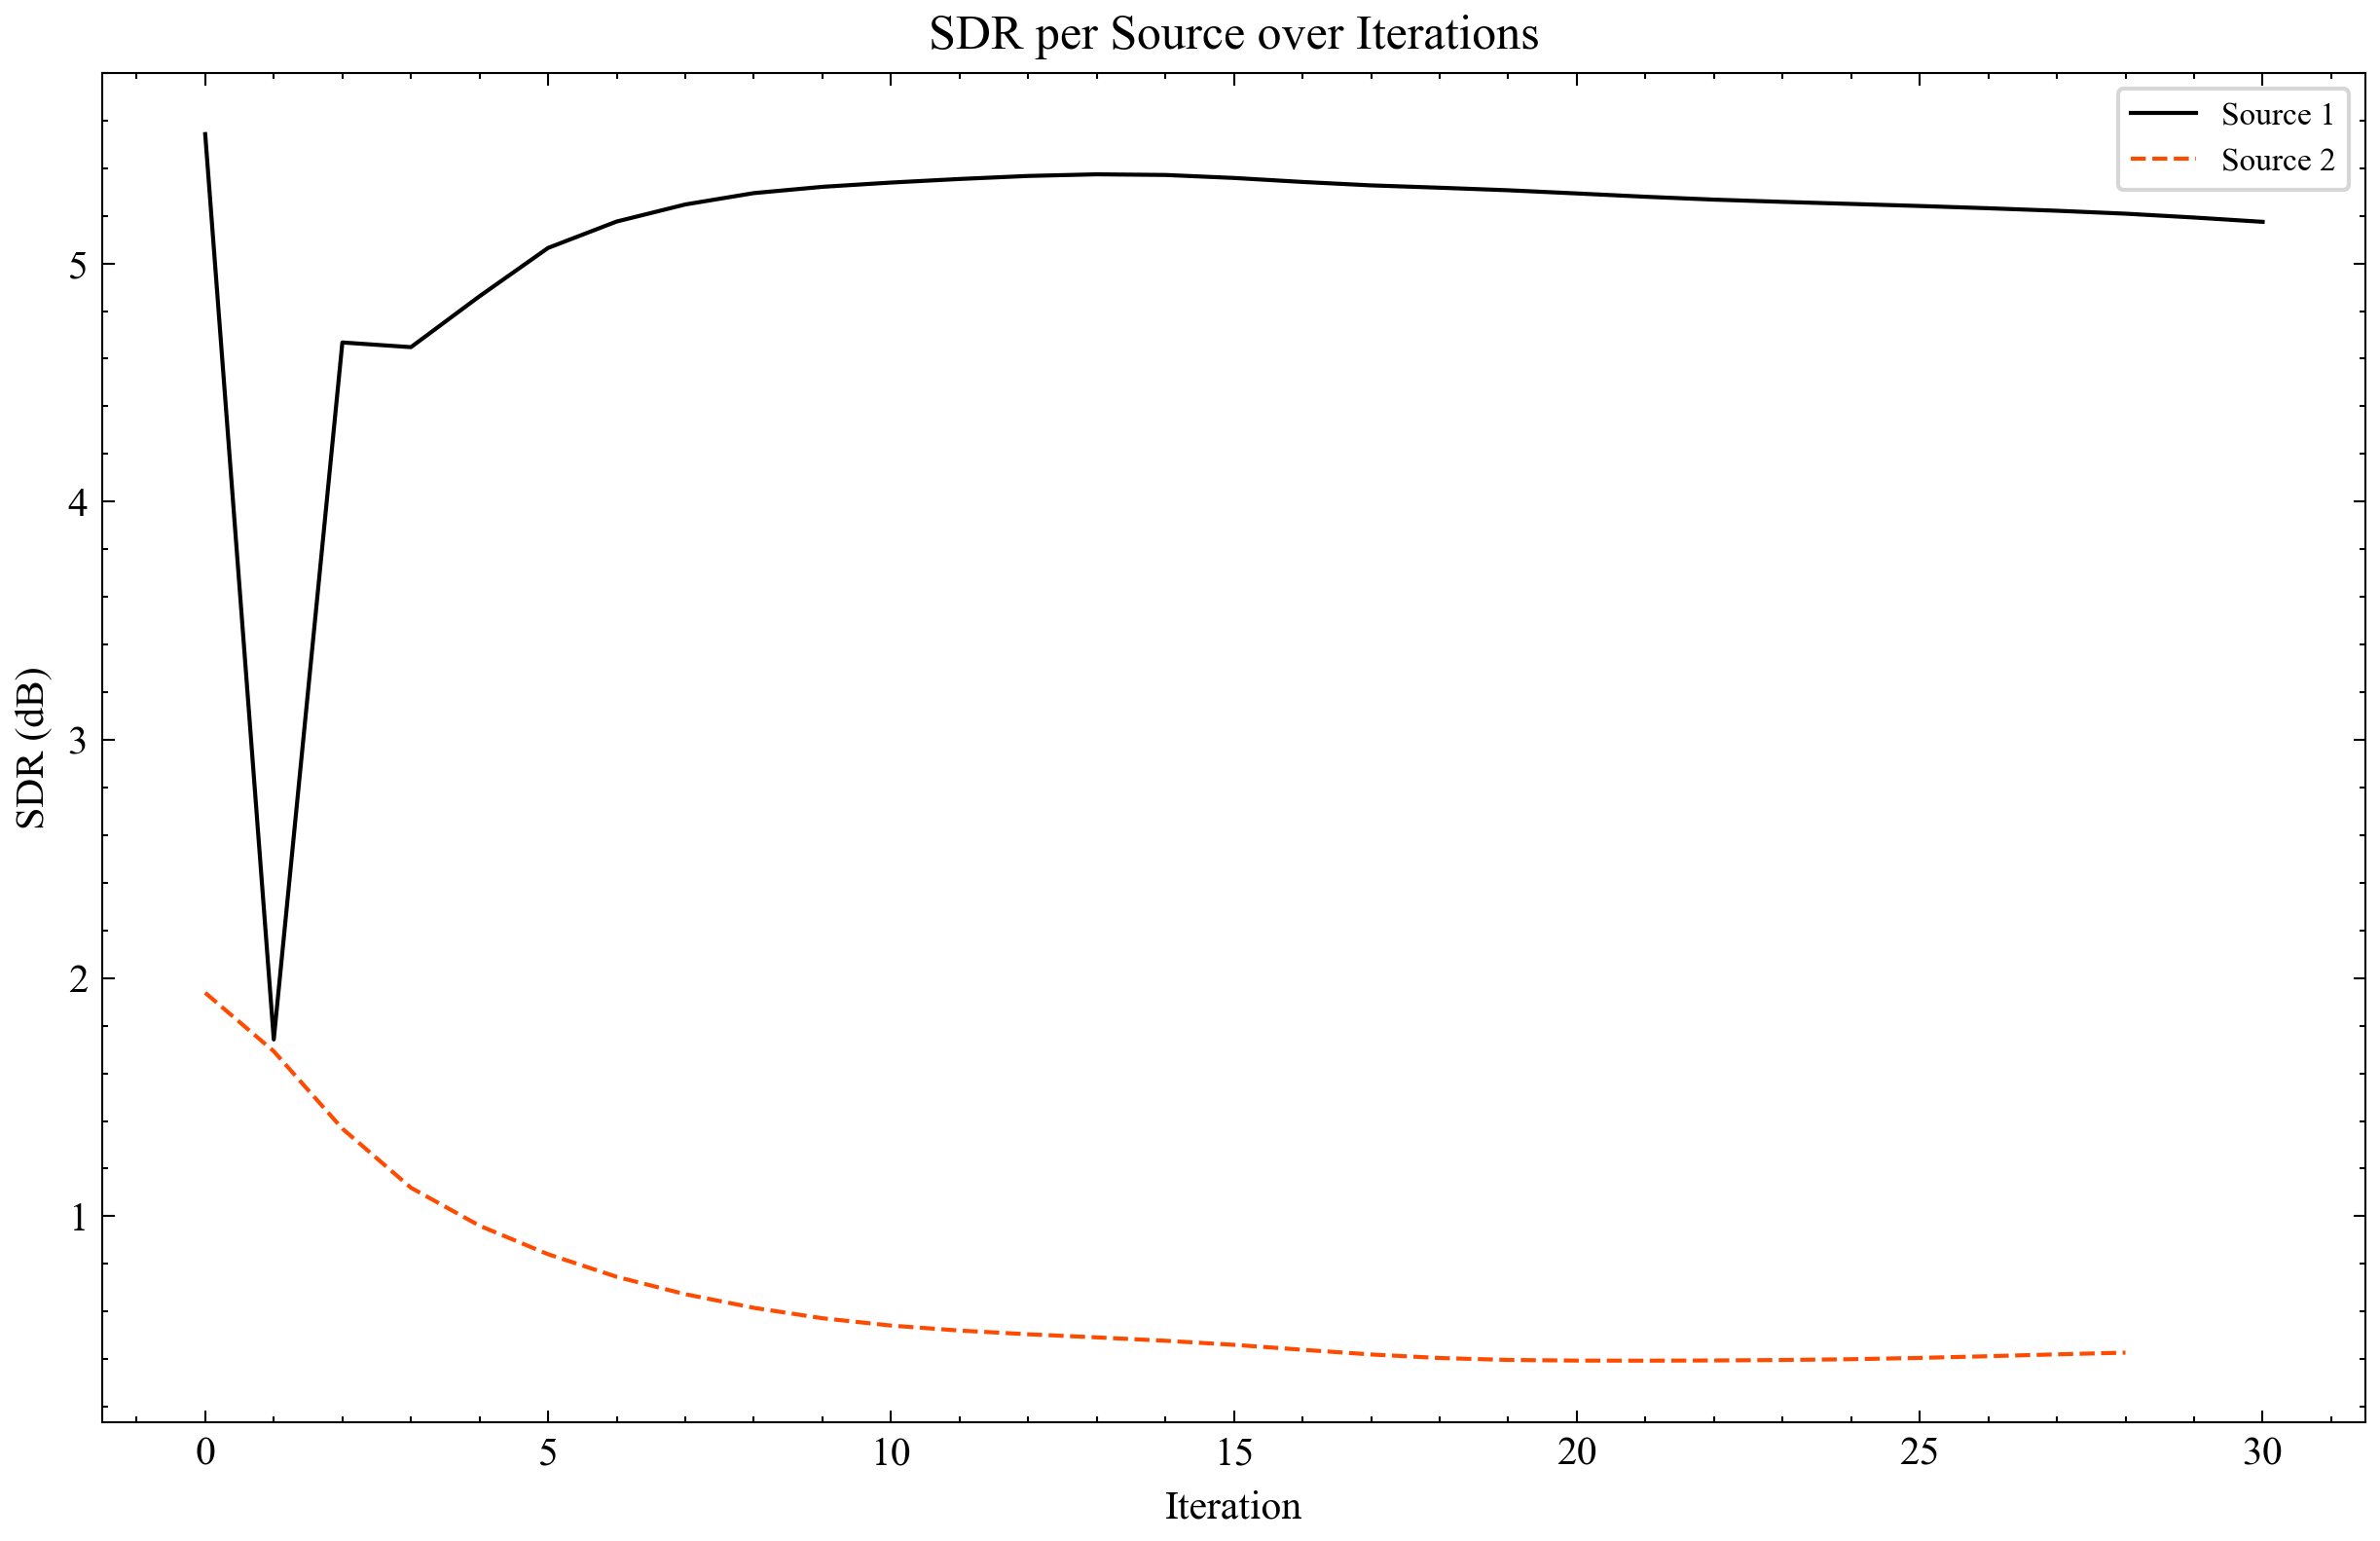 SDR per Source over Iterations
Source 1
Source 2
SDR (dB)
5
4
3
2
1
0 5 10 15 20 25 30
Iteration